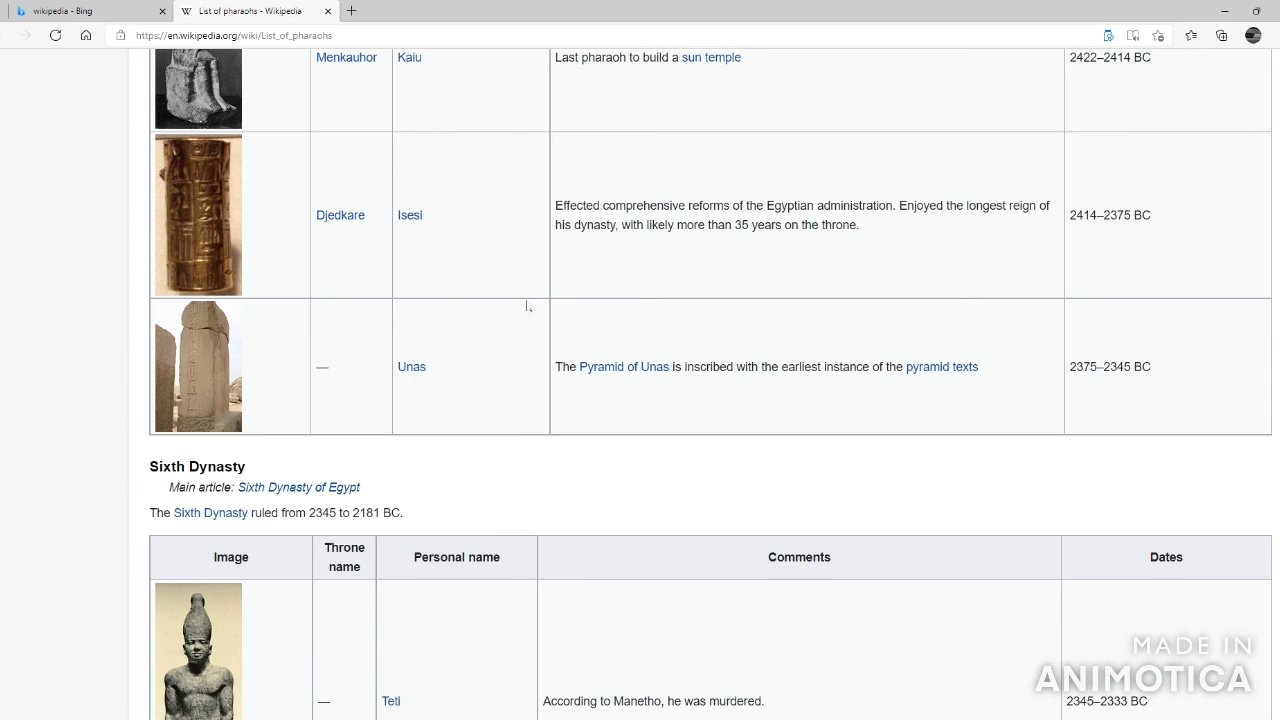 wikipedia - Bing
List of pharaohs - Wikipedia
https://en.wikipedia.org/wiki/List_of_pharaohs
Menkauhor Kaiu Last pharaoh to build a sun temple 2422–2414 BC
Djedkare Isesi Effected comprehensive reforms of the Egyptian administration. Enjoyed the longest reign of
his dynasty, with likely more than 35 years on the throne. 2414–2375 BC
— Unas The Pyramid of Unas is inscribed with the earliest instance of the pyramid texts 2375–2345 BC
Sixth Dynasty
Main article: Sixth Dynasty of Egypt
The Sixth Dynasty ruled from 2345 to 2181 BC.
Image Throne name Personal name Comments Dates
— Teti According to Manetho, he was murdered. 2345–2333 BC
MADE IN
ANIMOTICA